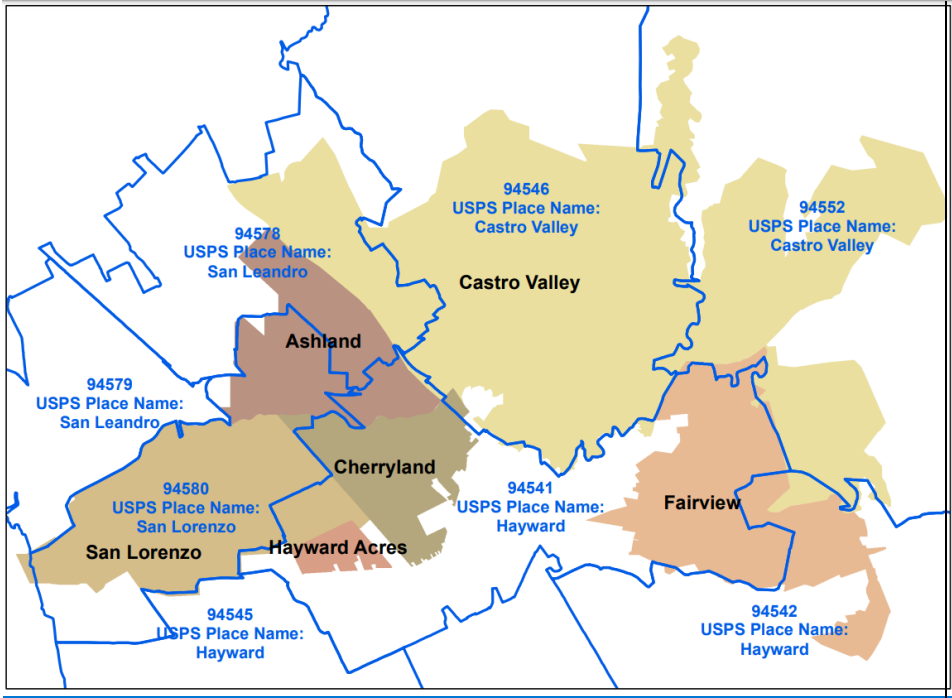 94546
USPS Place Name:
Castro Valley
94552
USPS Place Name:
Castro Valley
94578
USPS Place Name:
San Leandro
Castro Valley
Ashland
94579
USPS Place Name:
San Leandro
Cherryland
94580
USPS Place Name:
San Lorenzo
94541
USPS Place Name:
Hayward
Fairview
San Lorenzo
Hayward Acres
94545
USPS Place Name:
Hayward
94542
USPS Place Name:
Hayward